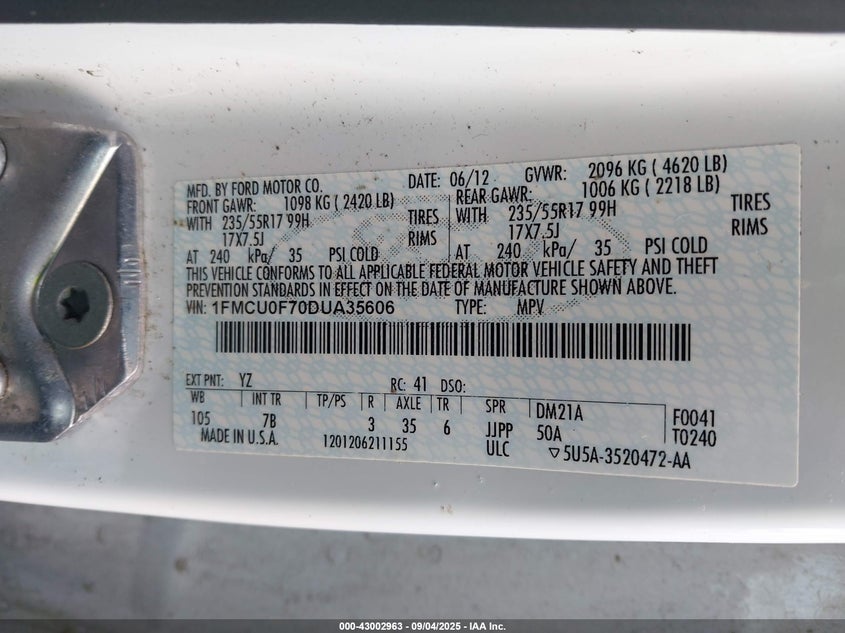 MFD. BY FORD MOTOR CO.
DATE: 06/12
GVWR: 2096 KG ( 4620 LB)
FRONT GAWR: 1098 KG ( 2420 LB)
WITH 235/55R17 99H TIRES
17X7.5J RIMS
AT 240 kPa/ 35 PSI COLD
REAR GAWR: 1006 KG ( 2218 LB)
WITH 235/55R17 99H TIRES
17X7.5J RIMS
AT 240 kPa/ 35 PSI COLD
THIS VEHICLE CONFORMS TO ALL APPLICABLE FEDERAL MOTOR VEHICLE SAFETY AND THEFT
PREVENTION STANDARDS IN EFFECT ON THE DATE OF MANUFACTURE SHOWN ABOVE.
VIN: 1FMCU0F70DUA35606 TYPE: MPV
EXT PNT: YZ RC: 41 DSO:
WB INT TR TP/PS R AXLE TR SPR DM21A F0041
105 7B 3 35 6 JJPP 50A T0240
MADE IN U.S.A. 1201206211155 ULC ▽5U5A-3520472-AA
000-43002963 - 09/04/2025 - IAA Inc.